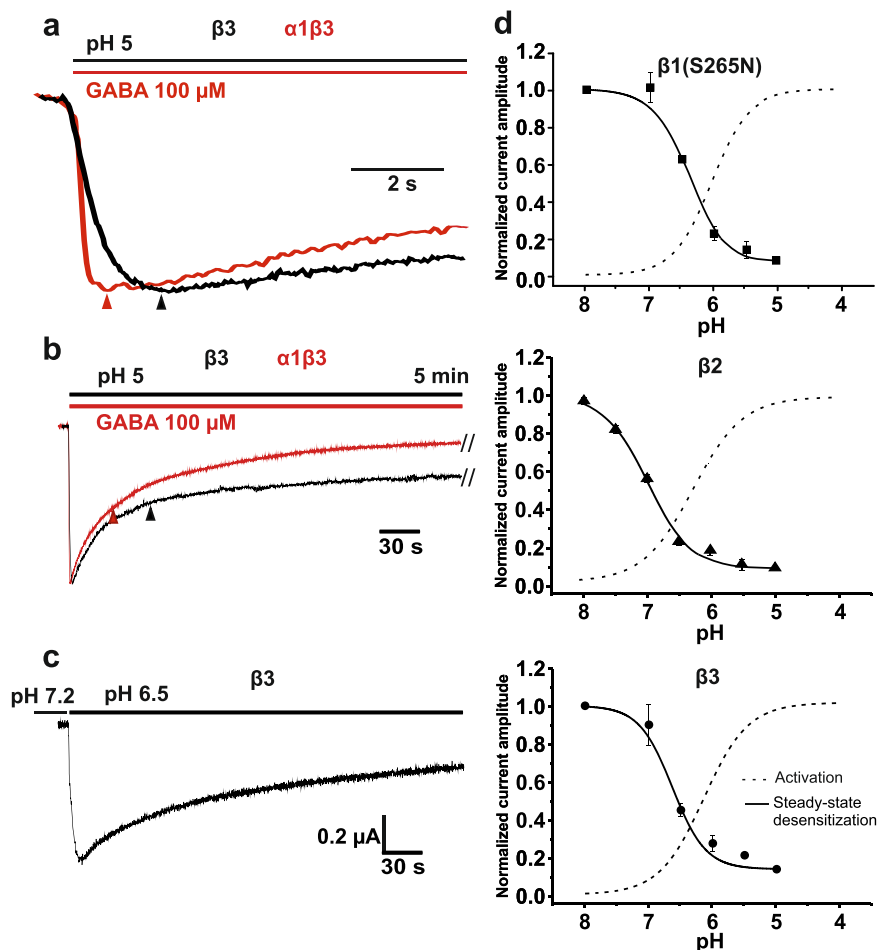 a
β3 α1β3
pH 5
GABA 100 µM
2 s
b
β3 α1β3
pH 5 5 min
GABA 100 µM
//
//
30 s
c
β3
pH 7.2 pH 6.5
0.2 µA
30 s
d
β1(S265N)
Normalized current amplitude
1.2
1.0
0.8
0.6
0.4
0.2
0.0
8 7 6 5 4
pH
β2
Normalized current amplitude
1.2
1.0
0.8
0.6
0.4
0.2
0.0
8 7 6 5 4
pH
β3
Normalized current amplitude
1.2
1.0
0.8
0.6
0.4
0.2
0.0
Activation
Steady-state
desensitization
8 7 6 5 4
pH